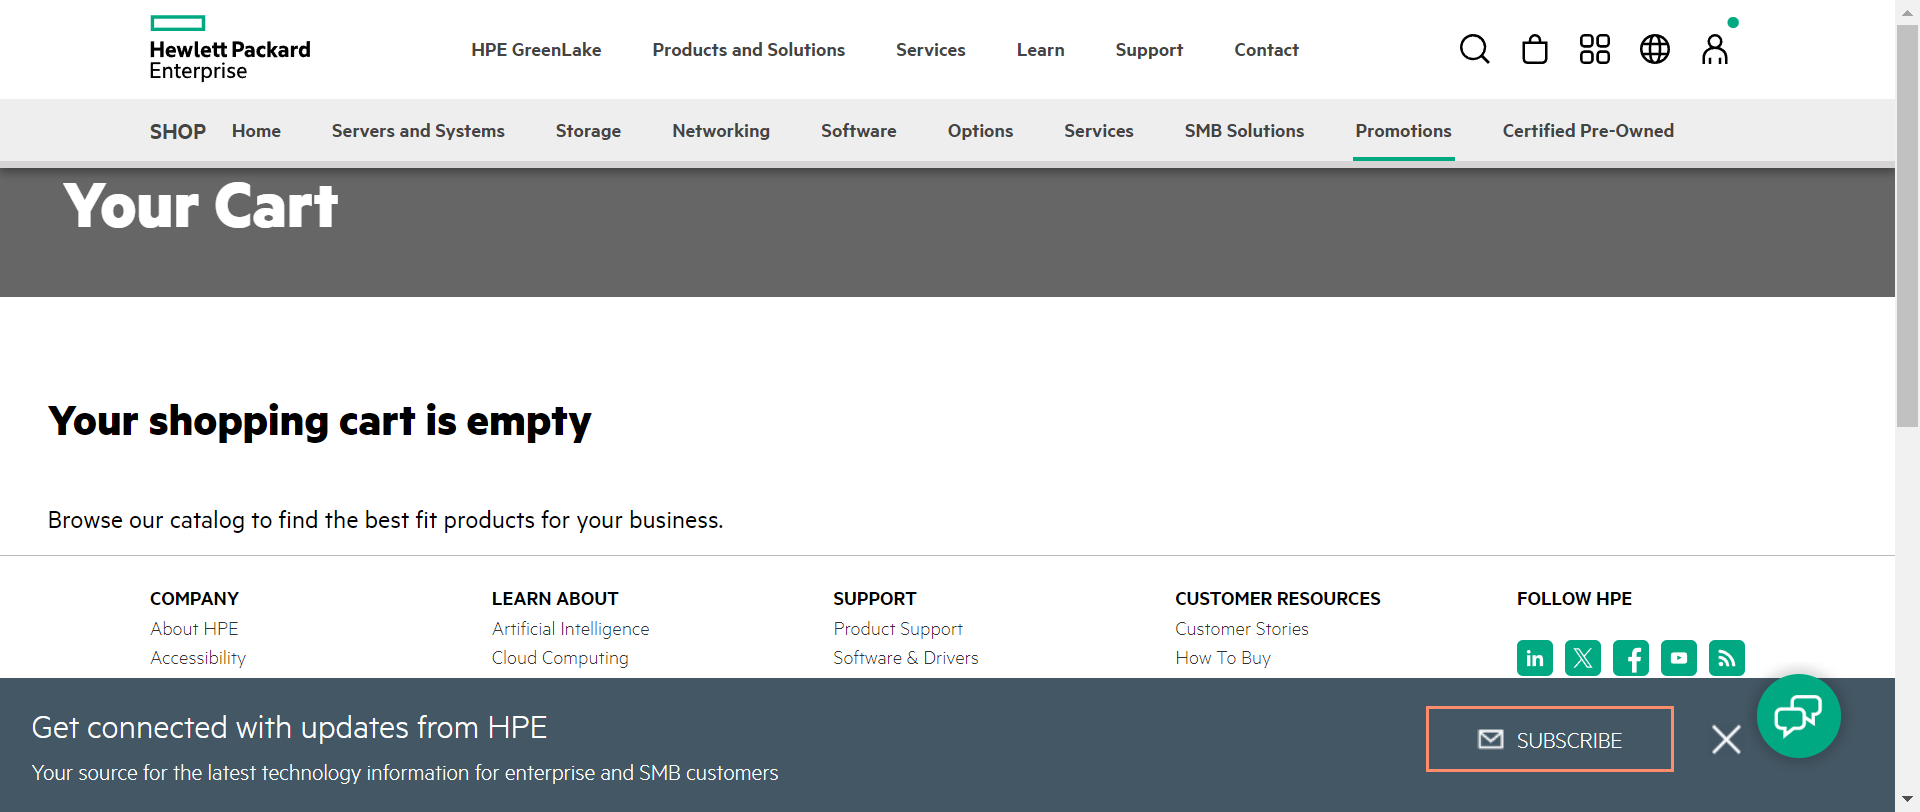 Hewlett Packard
Enterprise
HPE GreenLake Products and Solutions Services Learn Support Contact
SHOP Home Servers and Systems Storage Networking Software Options Services SMB Solutions Promotions Certified Pre-Owned
Your Cart
Your shopping cart is empty
Browse our catalog to find the best fit products for your business.
COMPANY
About HPE
Accessibility
LEARN ABOUT
Artificial Intelligence
Cloud Computing
SUPPORT
Product Support
Software & Drivers
CUSTOMER RESOURCES
Customer Stories
How To Buy
FOLLOW HPE
Get connected with updates from HPE
Your source for the latest technology information for enterprise and SMB customers
SUBSCRIBE